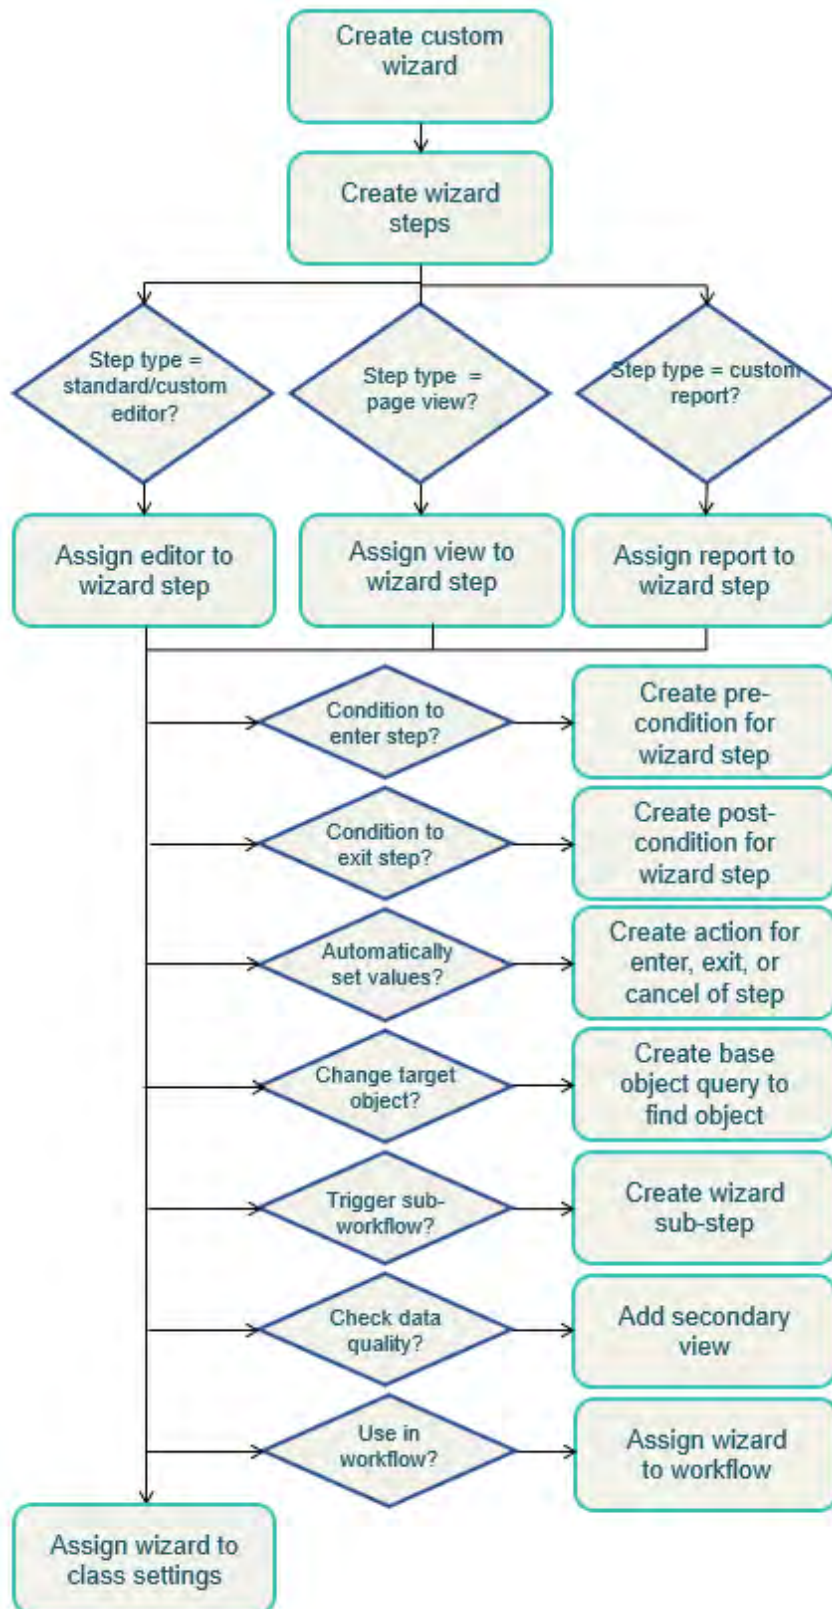 Create custom
wizard
Create wizard
steps
Step type =
standard/custom
editor?
Step type =
page view?
Step type = custom
report?
Assign editor to
wizard step
Assign view to
wizard step
Assign report to
wizard step
Condition to
enter step?
Create pre-
condition for
wizard step
Condition to
exit step?
Create post-
condition for
wizard step
Automatically
set values?
Create action for
enter, exit, or
cancel of step
Change target
object?
Create base
object query to
find object
Trigger sub-
workflow?
Create wizard
sub-step
Check data
quality?
Add secondary
view
Use in
workflow?
Assign wizard
to workflow
Assign wizard to
class settings